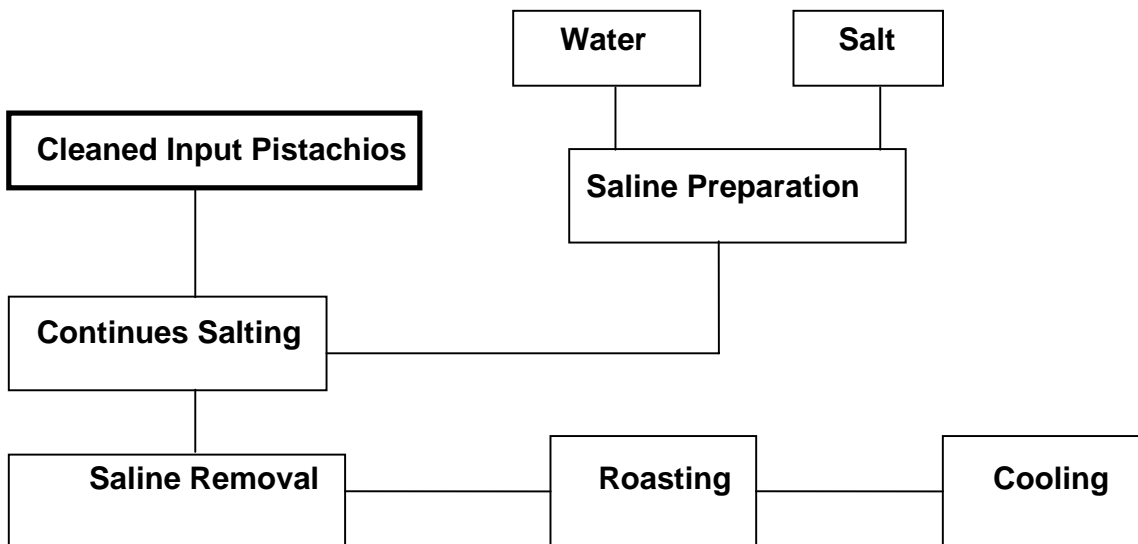 Water
Salt
Cleaned Input Pistachios
Saline Preparation
Continues Salting
Saline Removal
Roasting
Cooling